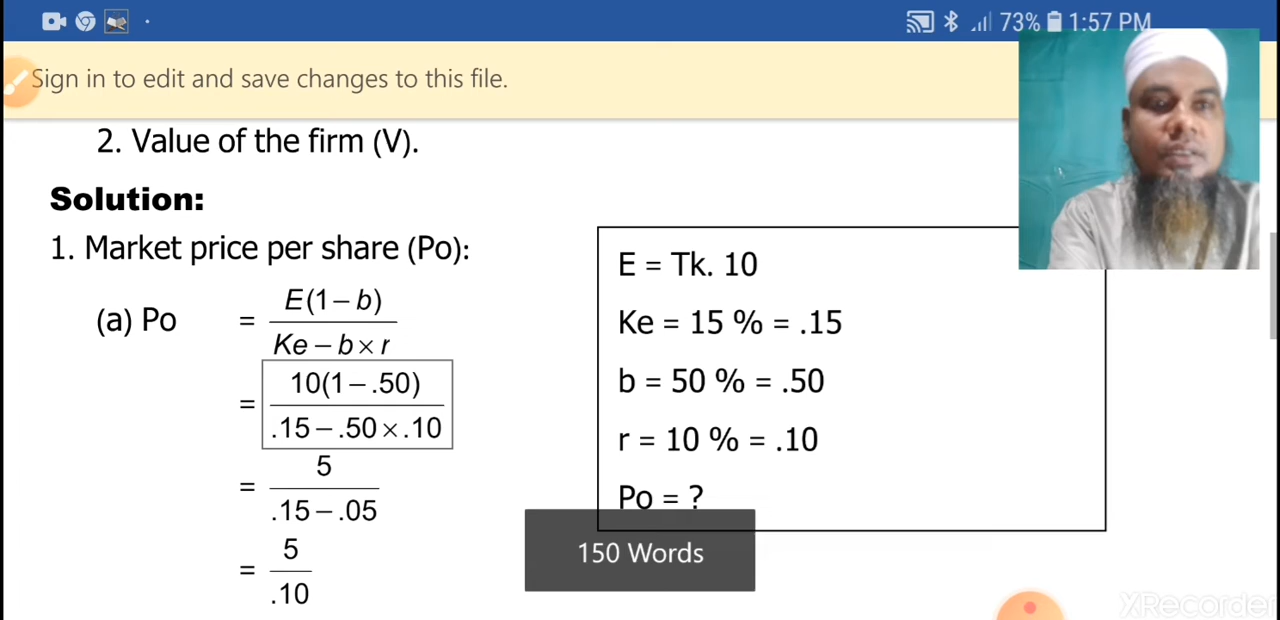 73% 1:57 PM
Sign in to edit and save changes to this file.
2. Value of the firm (V).
Solution:
1. Market price per share (Po):
(a) Po = E(1 – b)
Ke – b × r
= 10(1 – .50)
.15 – .50 × .10
= 5
.15 – .05
= 5
.10
E = Tk. 10
Ke = 15 % = .15
b = 50 % = .50
r = 10 % = .10
Po = ?
150 Words
XRecorder